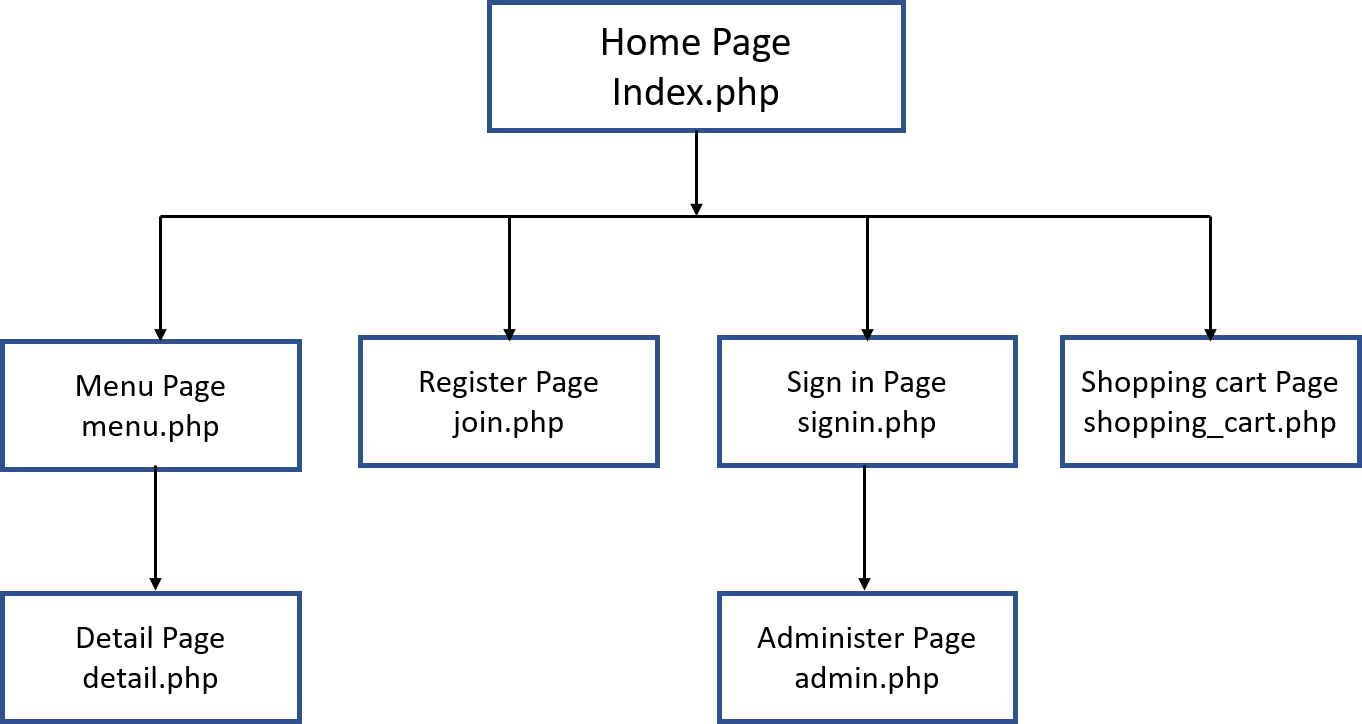 Home Page
Index.php
Menu Page
menu.php
Register Page
join.php
Sign in Page
signin.php
Shopping cart Page
shopping_cart.php
Detail Page
detail.php
Administer Page
admin.php